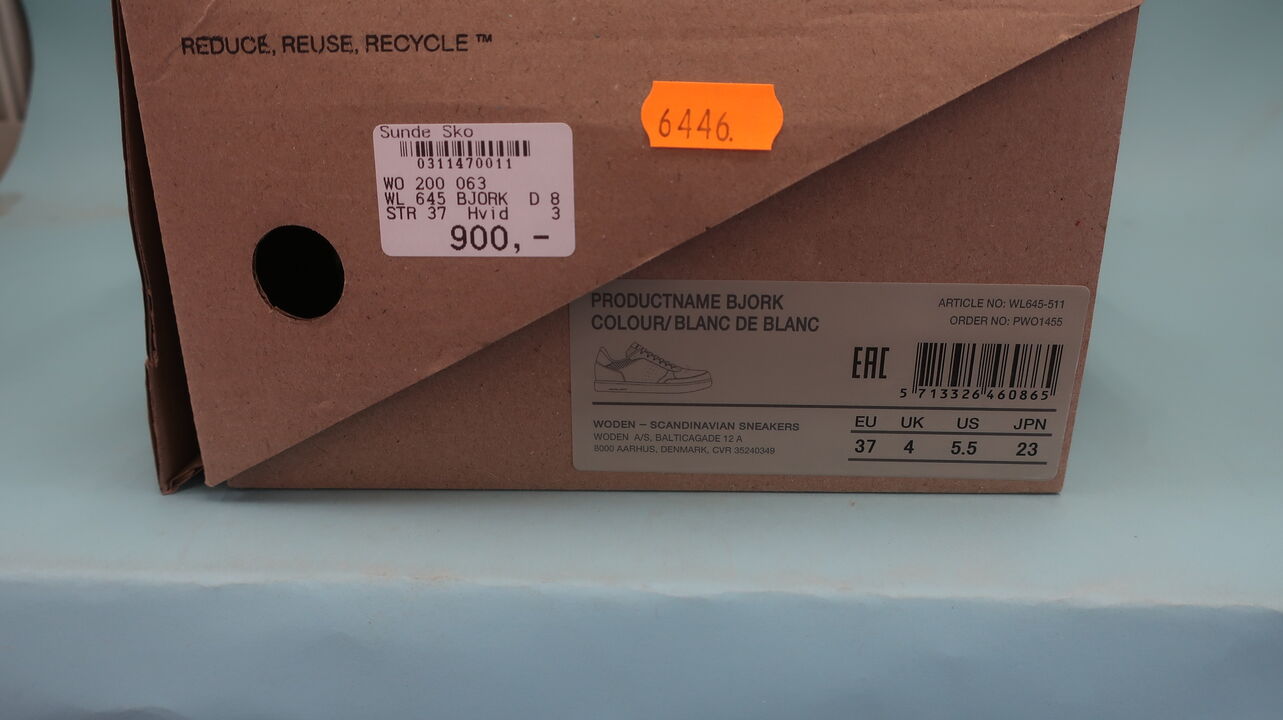 REDUCE, REUSE, RECYCLE ™
6446.
Sunde Sko
0311470011
WO 200 063
WL 645 BJORK D 8
STR 37 Hvid 3
900,-
PRODUCTNAME BJORK
COLOUR/BLANC DE BLANC
ARTICLE NO: WL645-511
ORDER NO: PWO1455
EAC
5 713326 460865
WODEN – SCANDINAVIAN SNEAKERS
WODEN A/S, BALTICAGADE 12 A
8000 AARHUS, DENMARK, CVR 35240349
EU UK US JPN
37 4 5.5 23